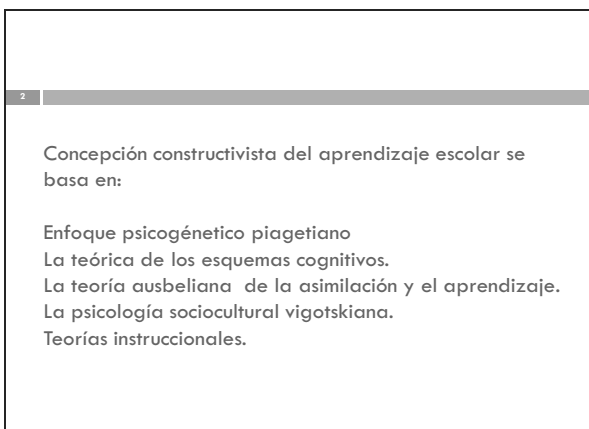 2
Concepción constructivista del aprendizaje escolar se
basa en:
Enfoque psicogénetico piagetiano
La teórica de los esquemas cognitivos.
La teoría ausbeliana  de la asimilación y el aprendizaje.
La psicología sociocultural vigotskiana.
Teorías instruccionales.